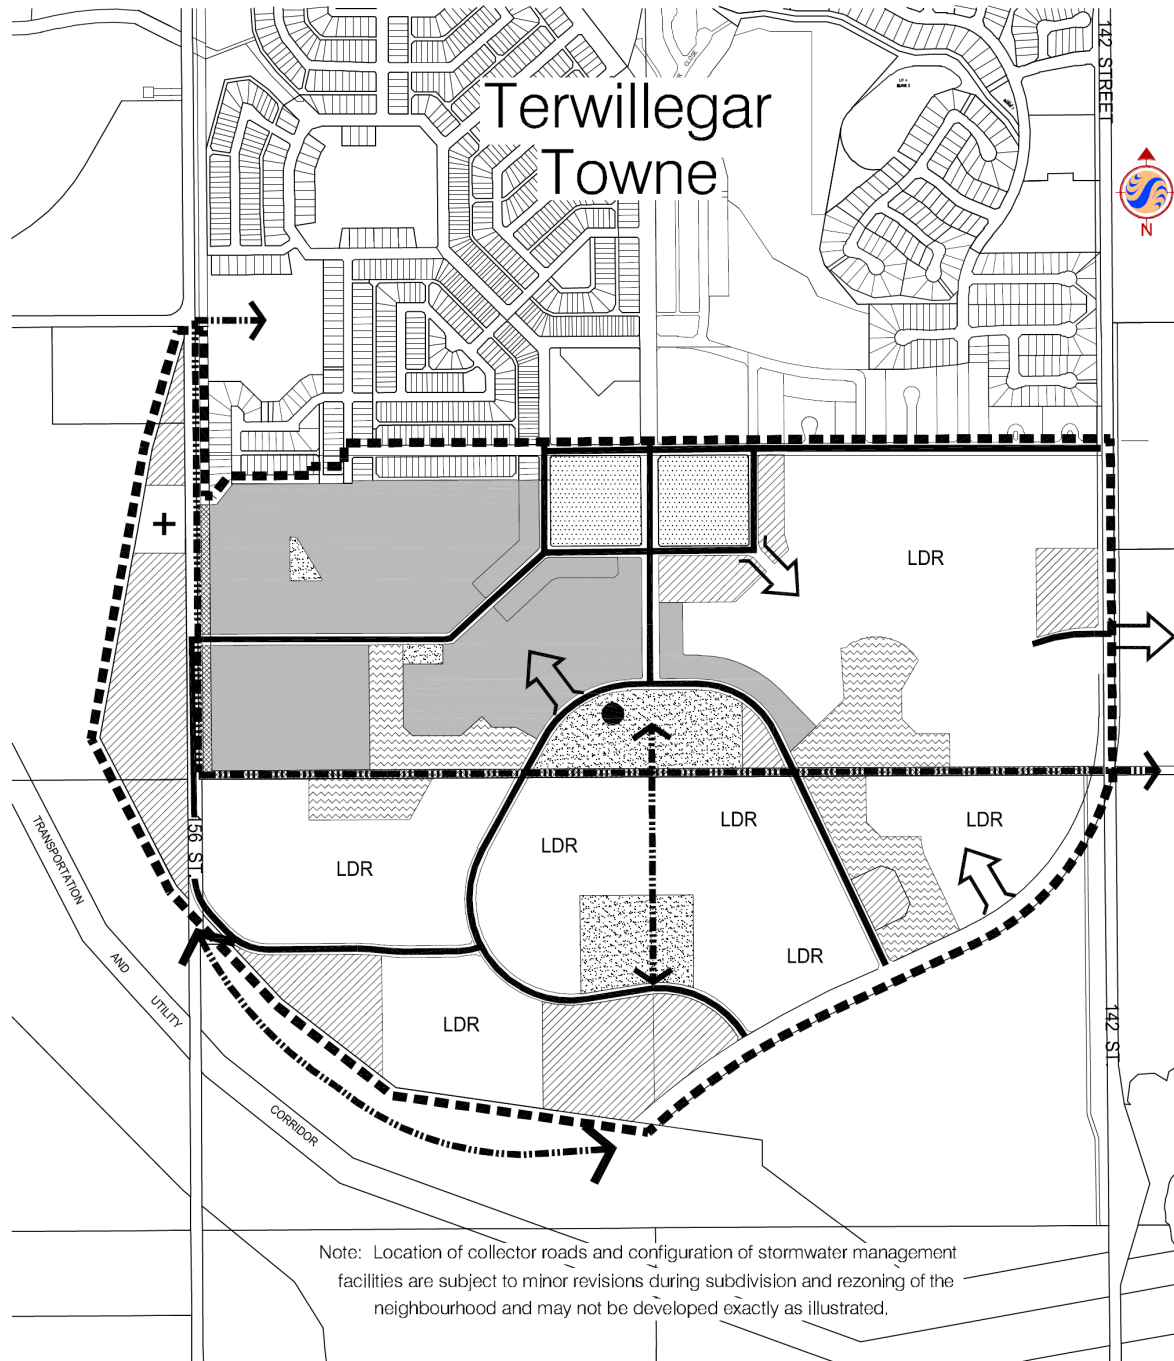 142 STREET
CLOSE
Terwillegar
Towne
N
LDR
LDR
LDR
LDR
LDR
LDR
LDR
156 ST.
TRANSPORTATION
AND
UTILITY
CORRIDOR
142 ST.
Note: Location of collector roads and configuration of stormwater management
facilities are subject to minor revisions during subdivision and rezoning of the
neighbourhood and may not be developed exactly as illustrated.